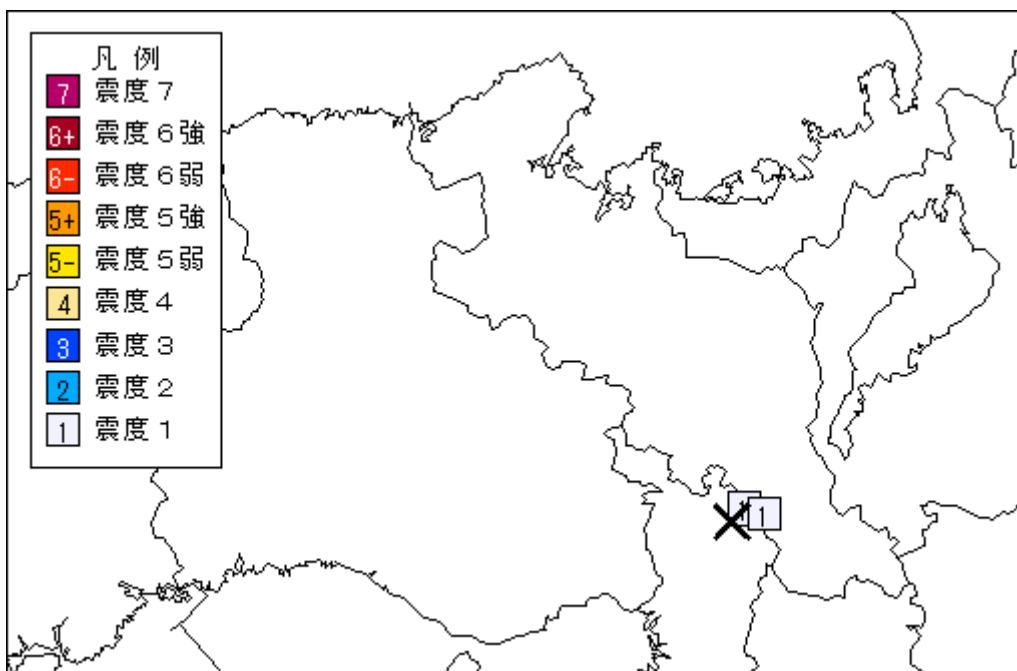 凡 例
7 震度７
6+ 震度６強
6- 震度６弱
5+ 震度５強
5- 震度５弱
4 震度４
3 震度３
2 震度２
1 震度１
1
1